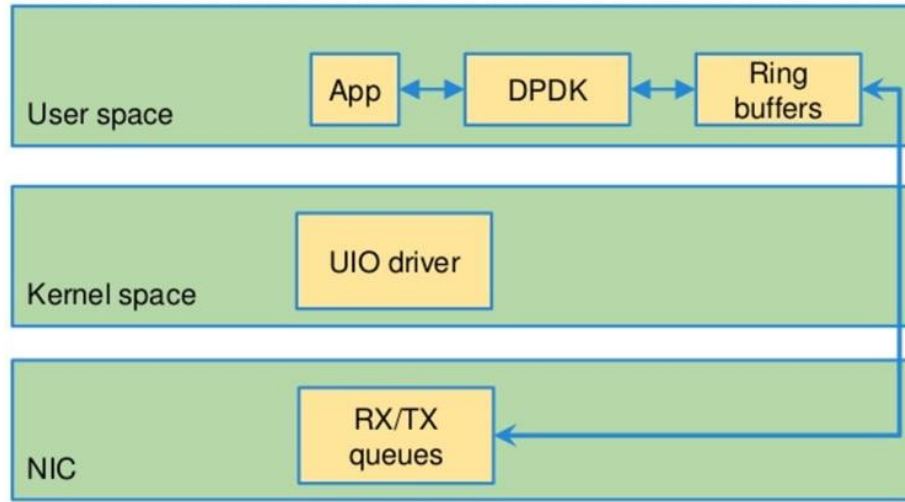 User space
App
DPDK
Ring
buffers
Kernel space
UIO driver
NIC
RX/TX
queues